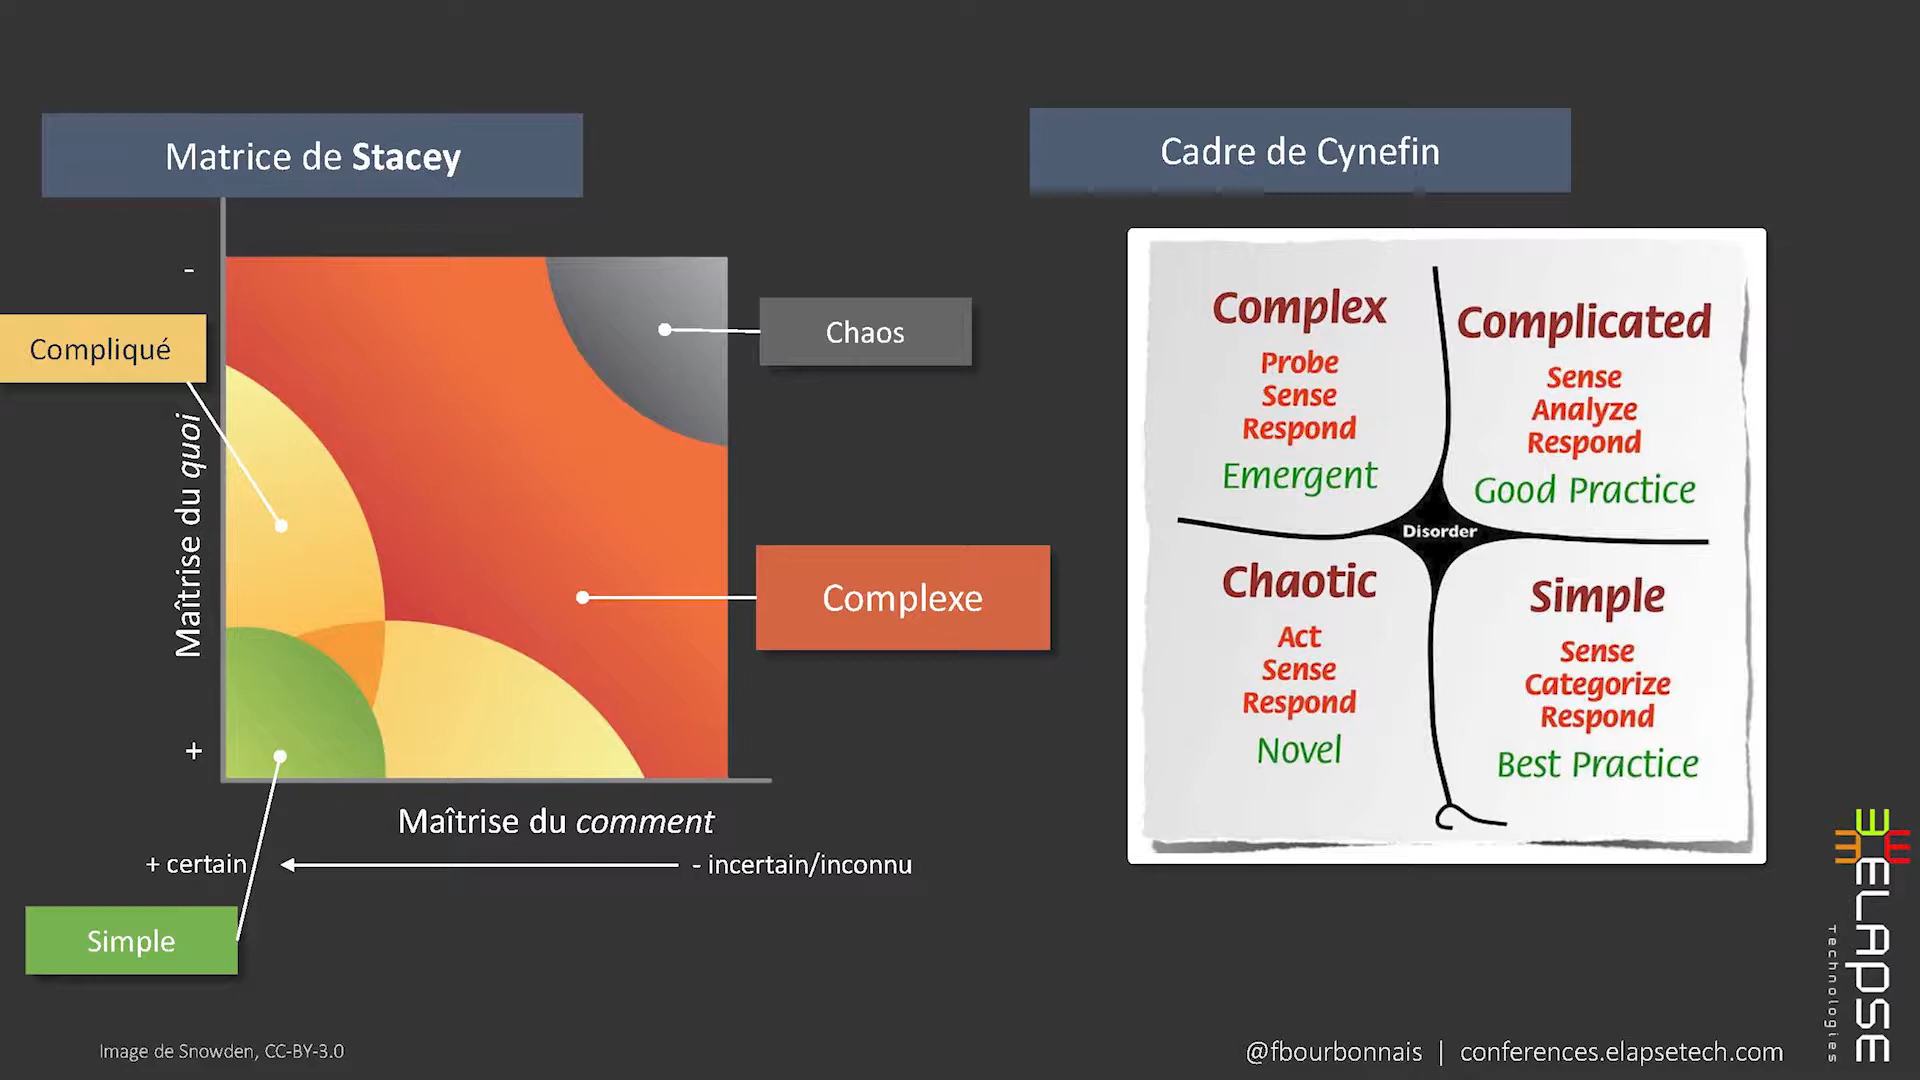 Matrice de Stacey
-
Compliqué
Maîtrise du quoi
+
Chaos
Complexe
Maîtrise du comment
+ certain
- incertain/inconnu
Simple
Cadre de Cynefin
Complex
Probe
Sense
Respond
Emergent
Complicated
Sense
Analyze
Respond
Good Practice
Disorder
Chaotic
Act
Sense
Respond
Novel
Simple
Sense
Categorize
Respond
Best Practice
Image de Snowden, CC-BY-3.0
@fbourbonnais | conferences.elapsetech.com
ELAPSE
Technologies